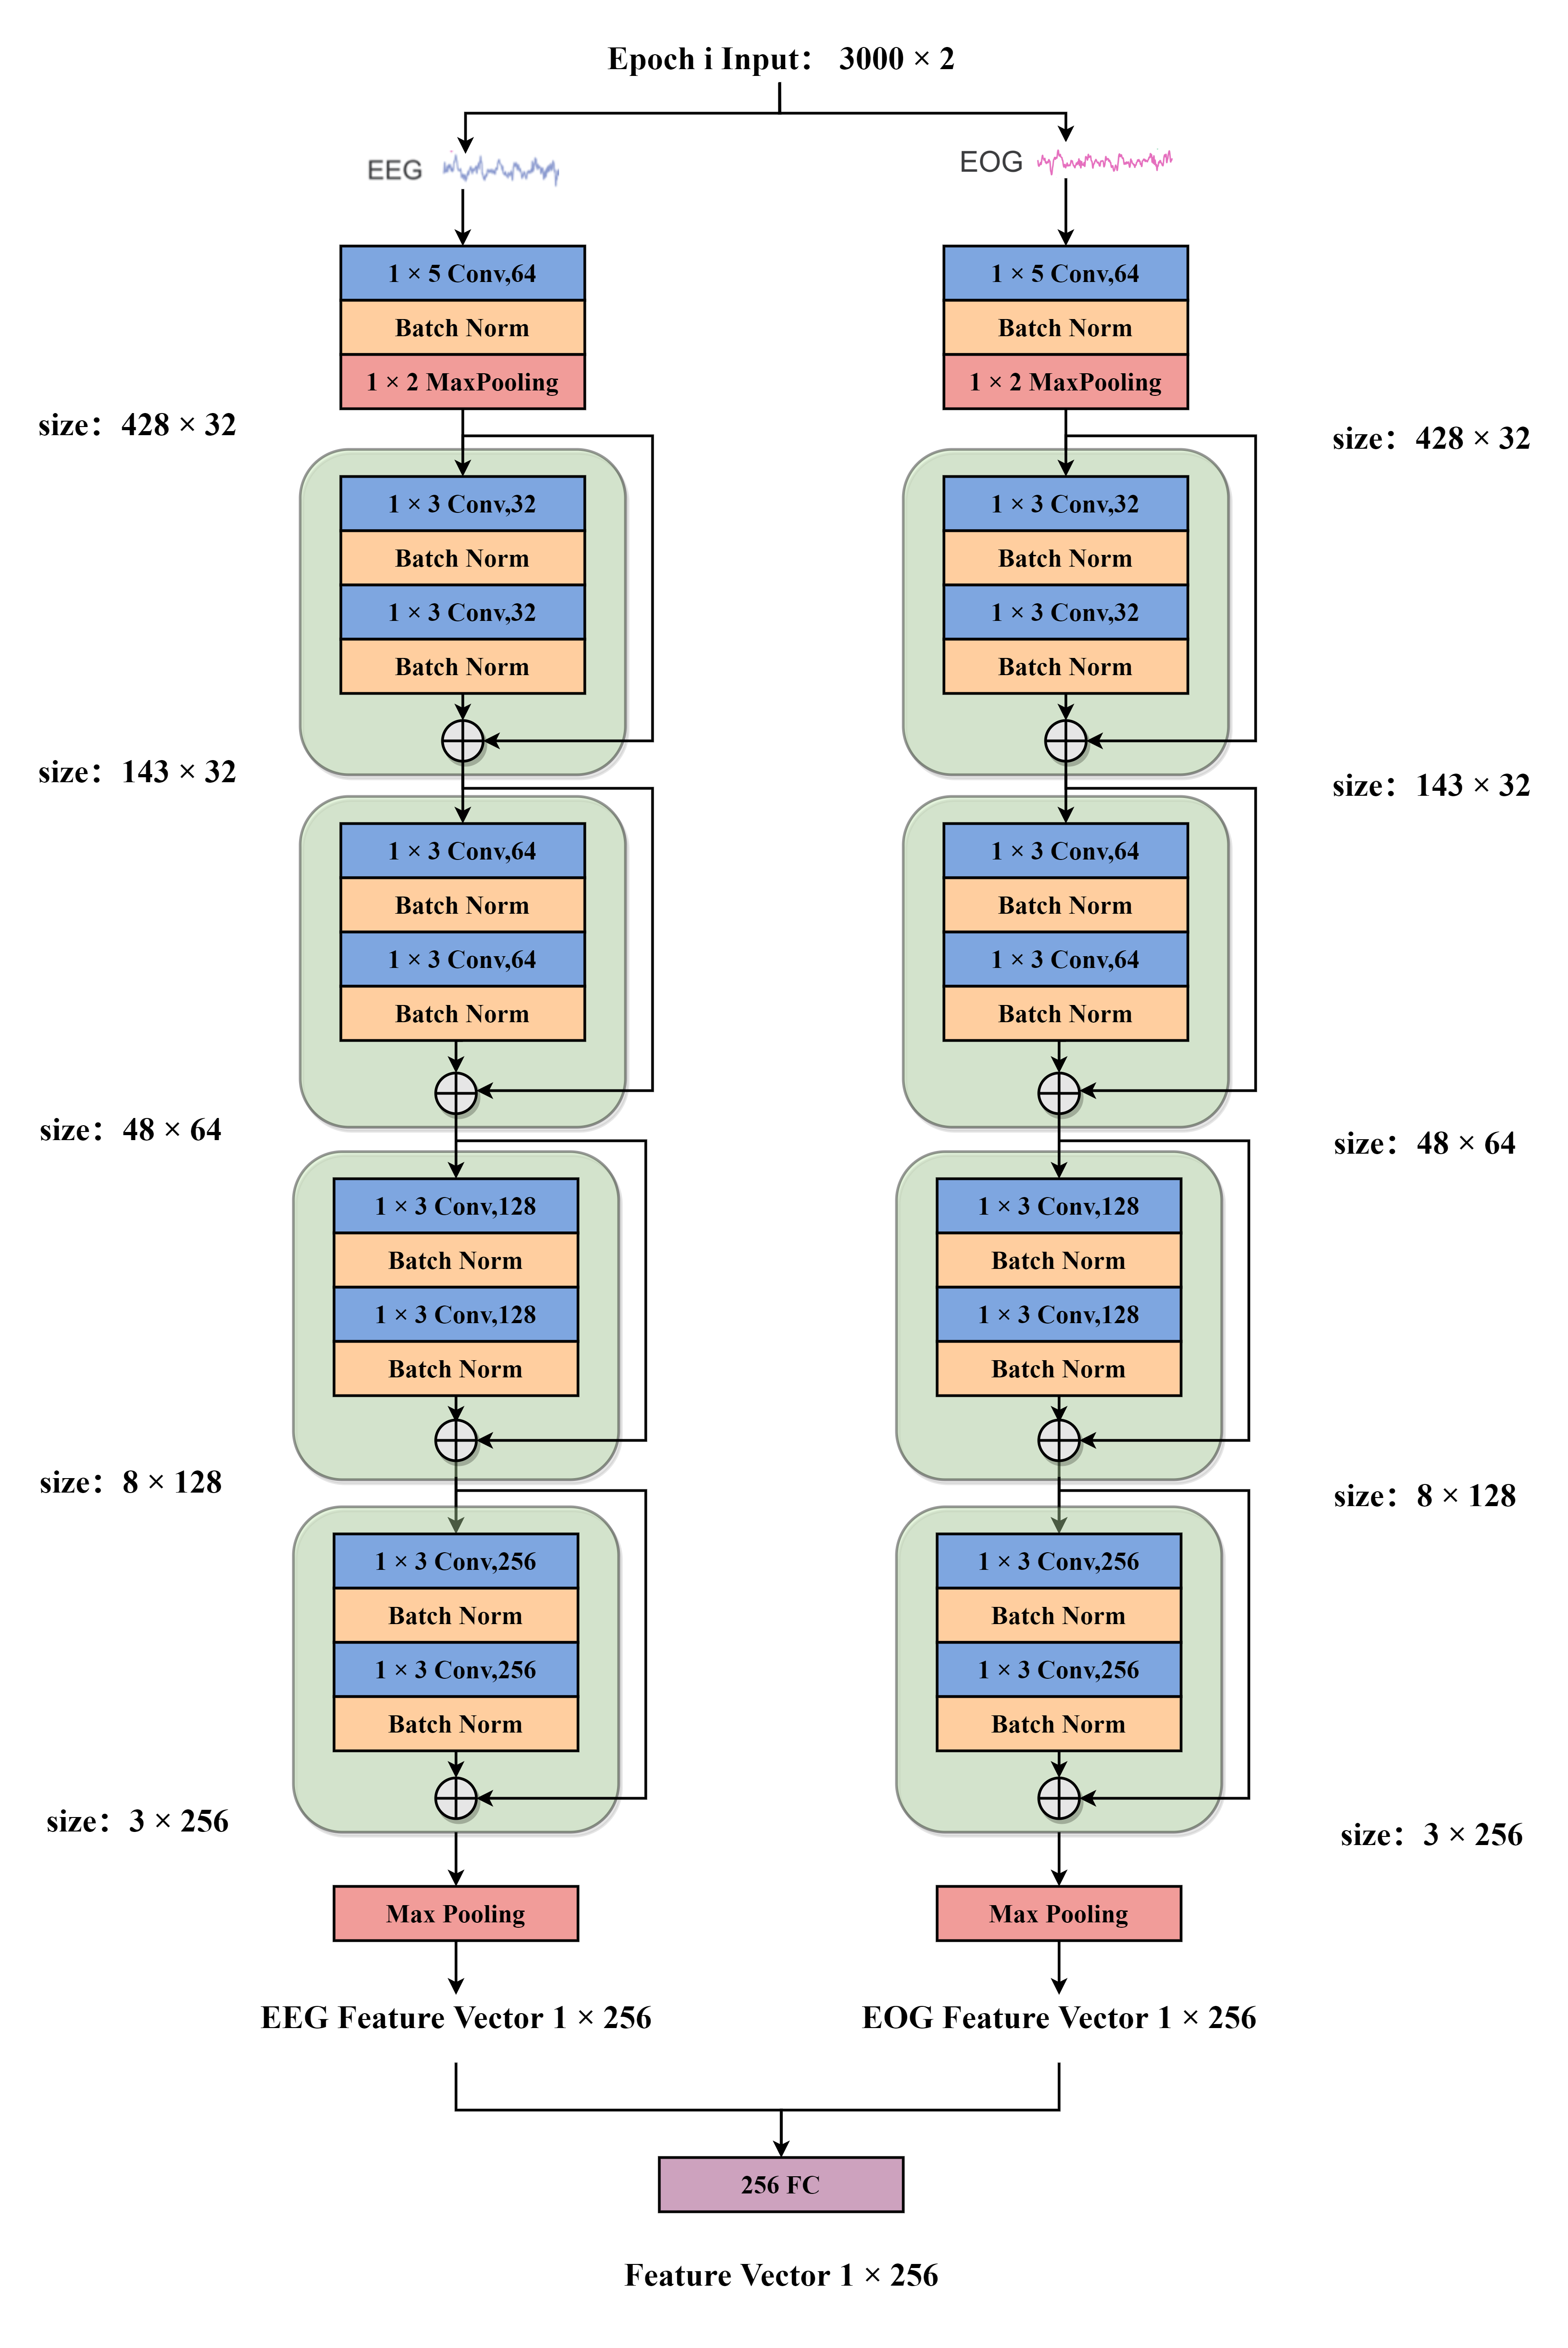 Epoch i Input： 3000 × 2
EEG
EOG
1 × 5 Conv,64
Batch Norm
1 × 2 MaxPooling
1 × 5 Conv,64
Batch Norm
1 × 2 MaxPooling
size：428 × 32
size：428 × 32
1 × 3 Conv,32
Batch Norm
1 × 3 Conv,32
Batch Norm
1 × 3 Conv,32
Batch Norm
1 × 3 Conv,32
Batch Norm
size：143 × 32
size：143 × 32
1 × 3 Conv,64
Batch Norm
1 × 3 Conv,64
Batch Norm
1 × 3 Conv,64
Batch Norm
1 × 3 Conv,64
Batch Norm
size：48 × 64
size：48 × 64
1 × 3 Conv,128
Batch Norm
1 × 3 Conv,128
Batch Norm
1 × 3 Conv,128
Batch Norm
1 × 3 Conv,128
Batch Norm
size：8 × 128
size：8 × 128
1 × 3 Conv,256
Batch Norm
1 × 3 Conv,256
Batch Norm
1 × 3 Conv,256
Batch Norm
1 × 3 Conv,256
Batch Norm
size：3 × 256
size：3 × 256
Max Pooling
Max Pooling
EEG Feature Vector 1 × 256
EOG Feature Vector 1 × 256
256 FC
Feature Vector 1 × 256